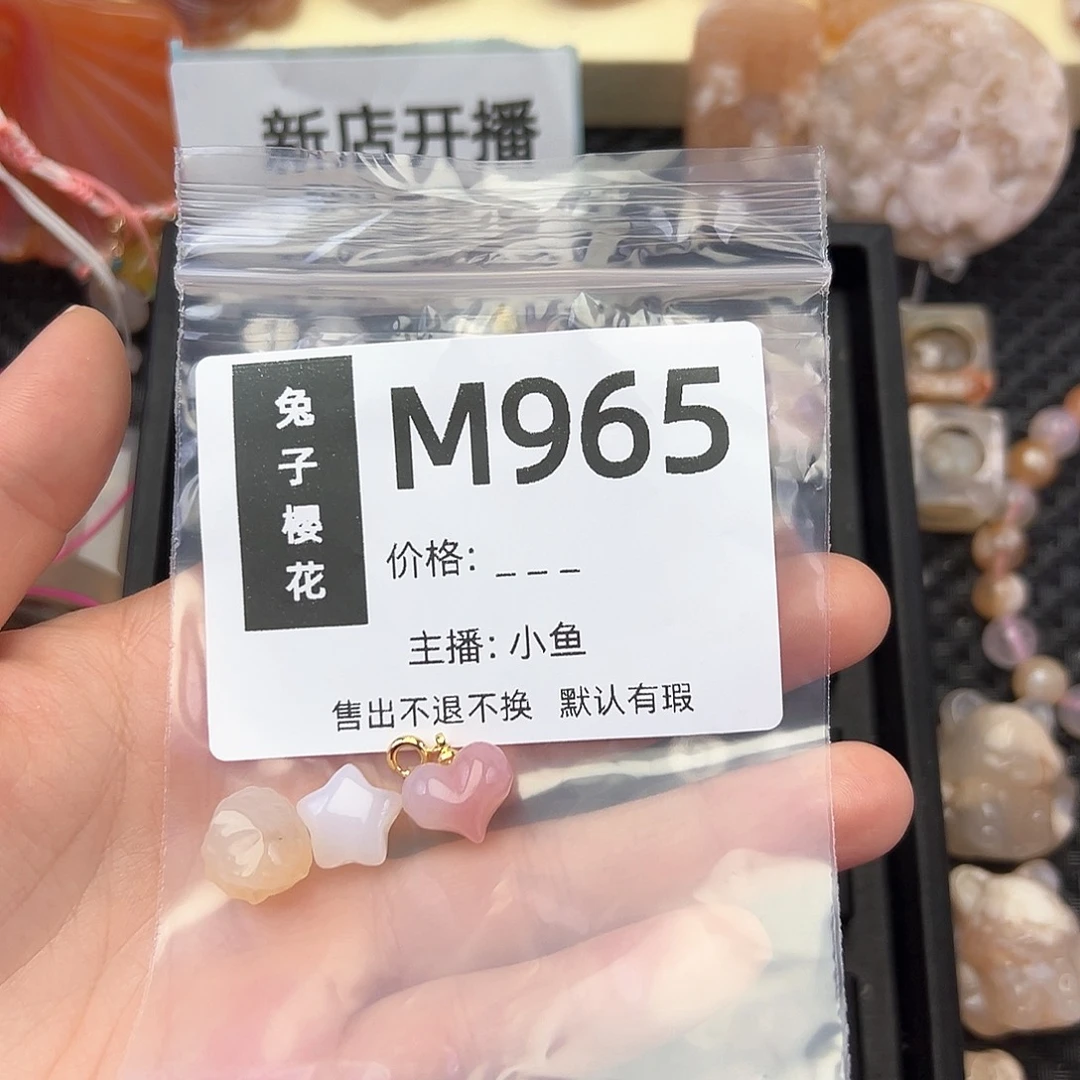 新店开播
兔子樱花
M965
价格: _ _ _
主播: 小鱼
售出不退不换 默认有瑕